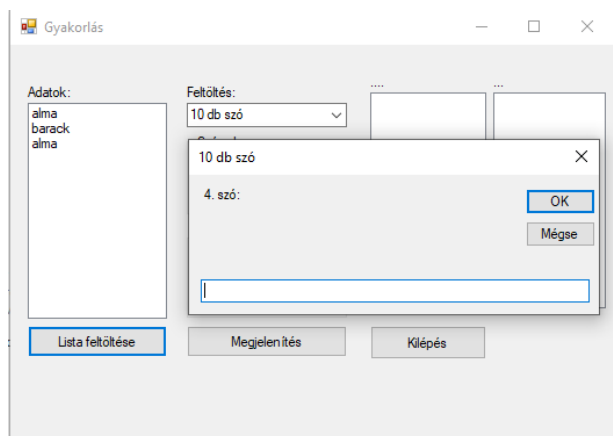 Gyakorlás
Adatok:
alma
barack
alma
Feltöltés:
10 db szó
....
...
10 db szó
4. szó:
OK
Mégse
Lista feltöltése
Megjelenítés
Kilépés